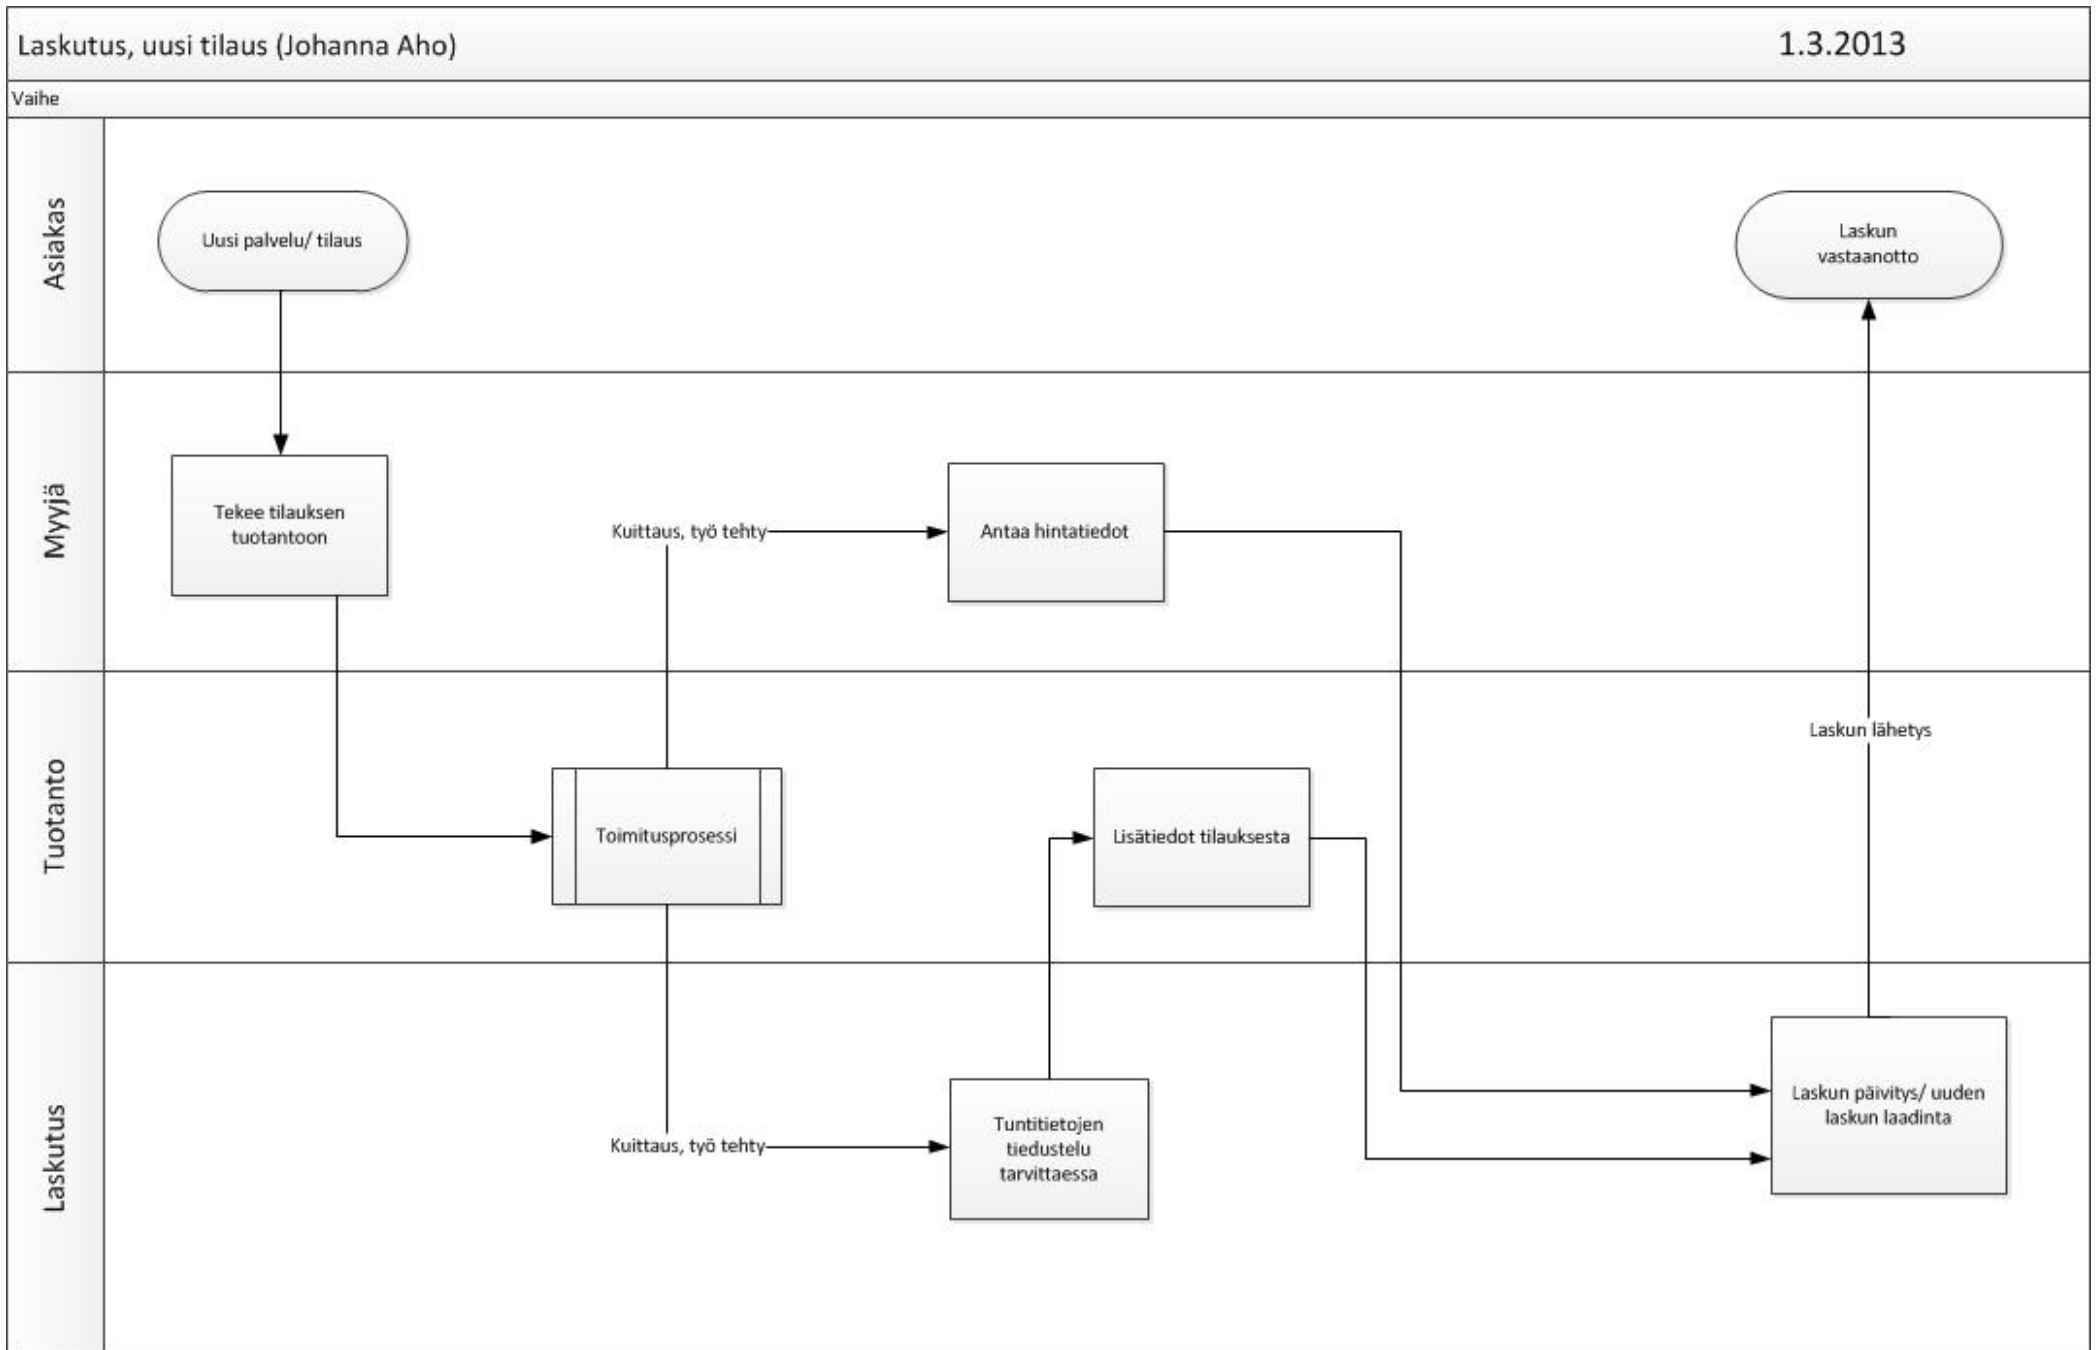 Laskutus, uusi tilaus (Johanna Aho)
1.3.2013
Vaihe
Asiakas
Uusi palvelu/ tilaus
Laskun
vastaanotto
Myyjä
Tekee tilauksen
tuotantoon
Kuittaus, työ tehty
Antaa hintatiedot
Tuotanto
Laskun lähetys
Toimitusprosessi
Lisätiedot tilauksesta
Laskutus
Kuittaus, työ tehty
Tuntitietojen
tiedustelu
tarvittaessa
Laskun päivitys/ uuden
laskun laadinta